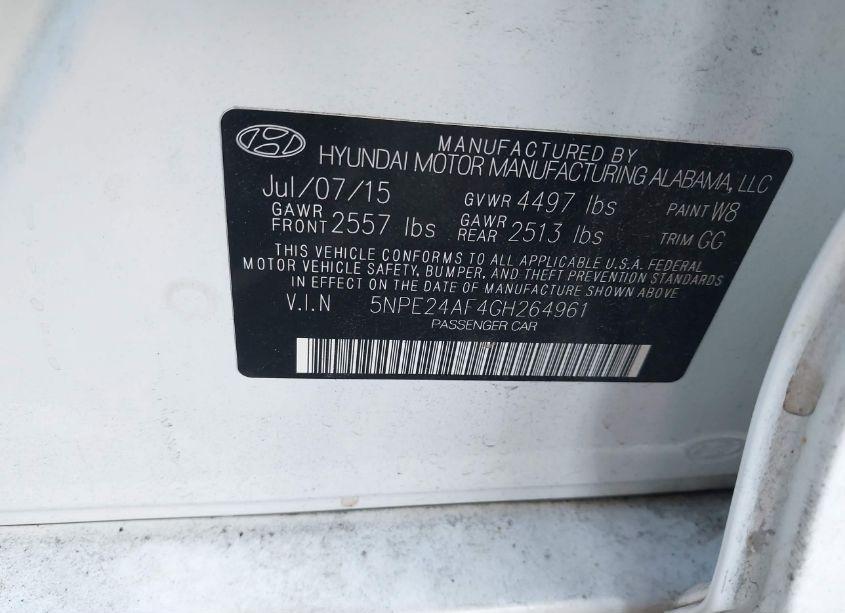 MANUFACTURED BY
HYUNDAI MOTOR MANUFACTURING ALABAMA, LLC
Jul/07/15 GVWR 4497 lbs PAINT W8
GAWR FRONT 2557 lbs GAWR REAR 2513 lbs TRIM GG
THIS VEHICLE CONFORMS TO ALL APPLICABLE U.S.A. FEDERAL
MOTOR VEHICLE SAFETY, BUMPER, AND THEFT PREVENTION STANDARDS
IN EFFECT ON THE DATE OF MANUFACTURE SHOWN ABOVE
V.I.N 5NPE24AF4GH264961
PASSENGER CAR